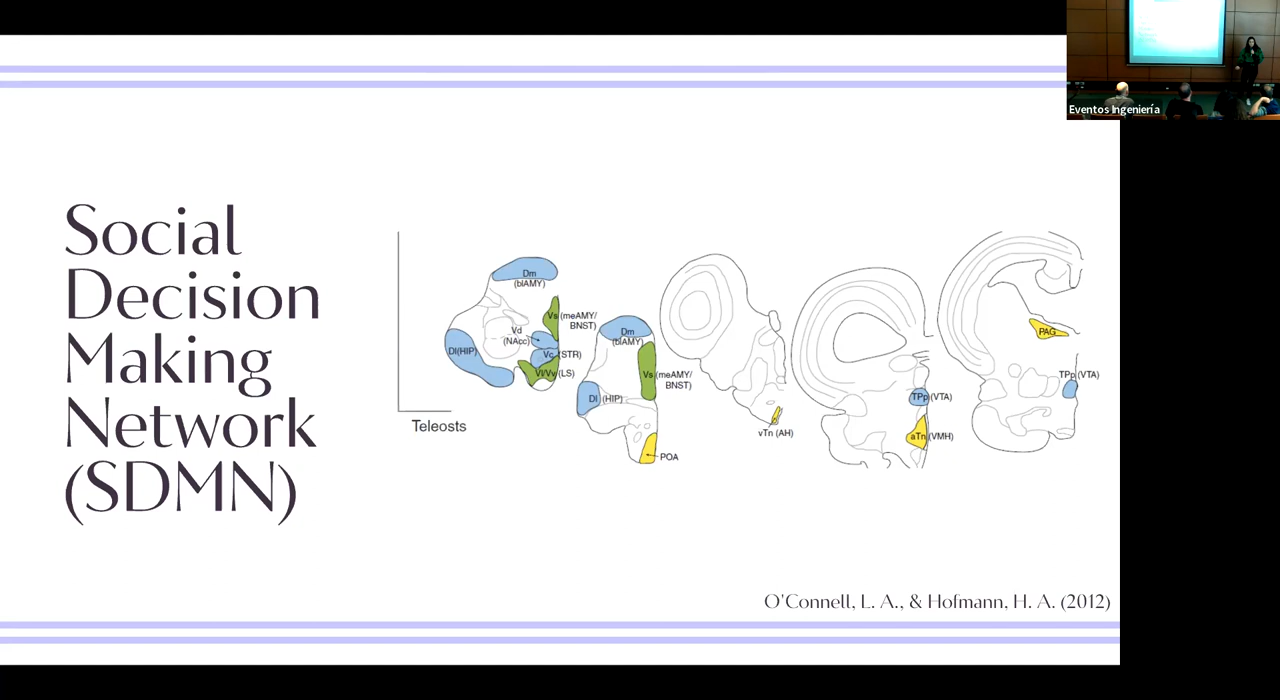 Eventos Ingeniería
Social
Decision
Making
Network
(SDMN)
Dm
(blAMY)
Vs (meAMY/
BNST)
Vd
(NAcc)
Vc (STR)
Dl(HIP)
Vl/Vv (LS)
Dm
(blAMY)
Vs (meAMY/
BNST)
Dl (HIP)
POA
vTn (AH)
TPp (VTA)
aTn (VMH)
PAG
TPp (VTA)
Teleosts
O'Connell, L. A., & Hofmann, H. A. (2012)